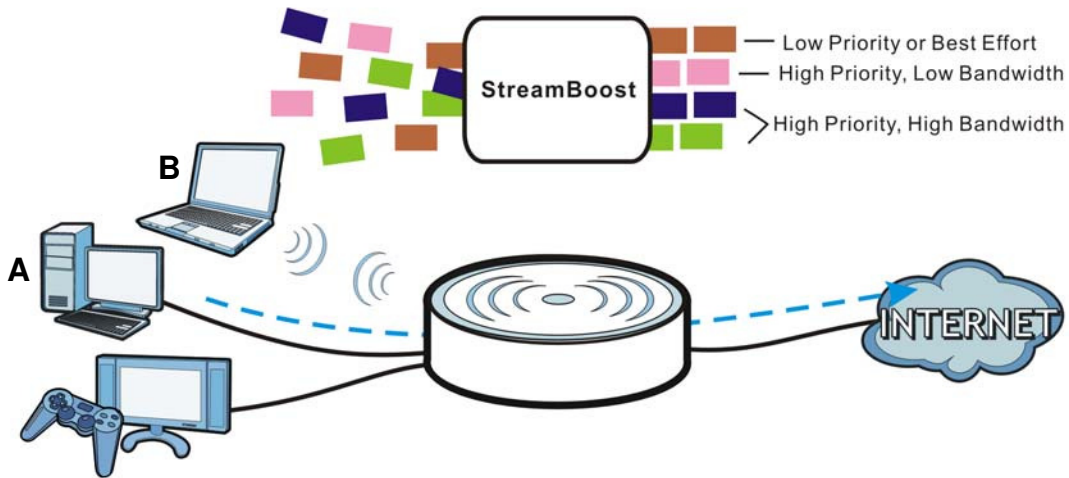 Low Priority or Best Effort
High Priority, Low Bandwidth
StreamBoost
High Priority, High Bandwidth
B
A
INTERNET